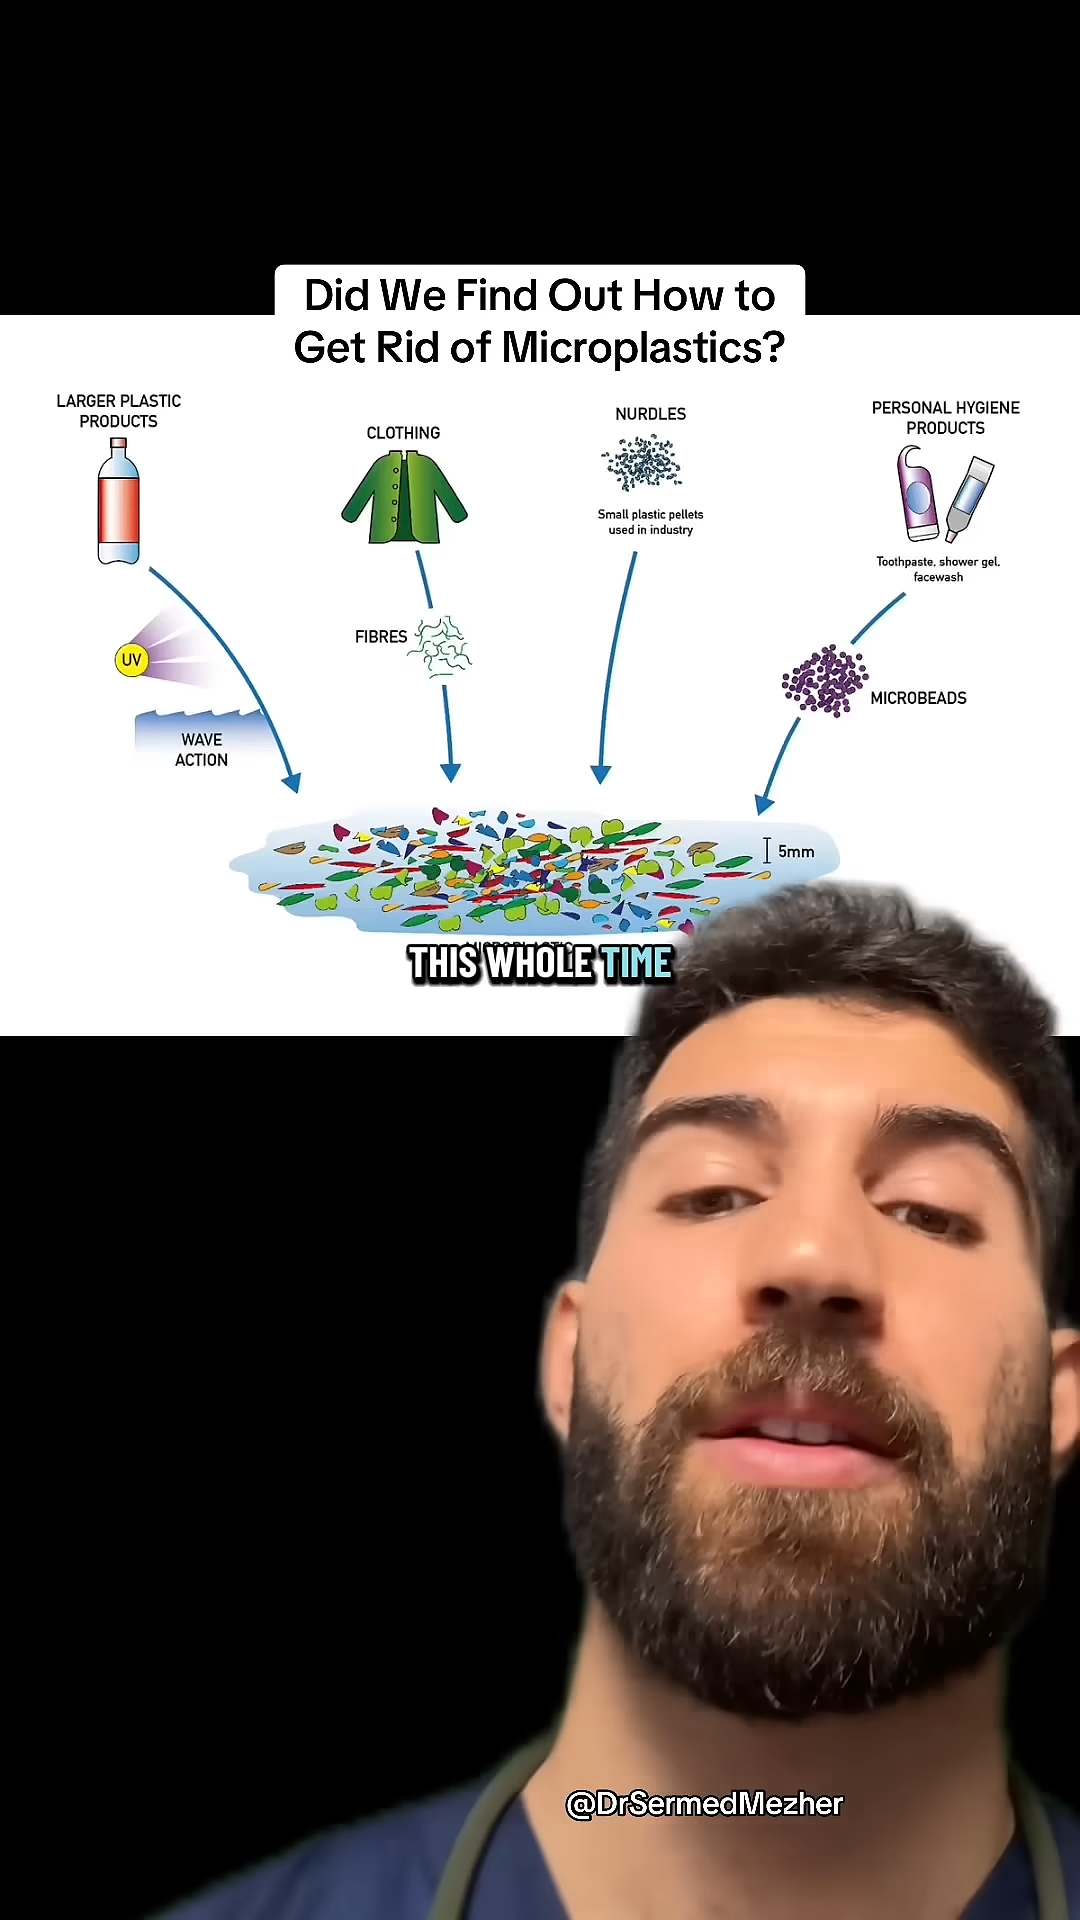 Did We Find Out How to
Get Rid of Microplastics?
LARGER PLASTIC
PRODUCTS
CLOTHING
NURDLES
PERSONAL HYGIENE
PRODUCTS
Small plastic pellets
used in industry
Toothpaste, shower gel,
facewash
FIBRES
UV
MICROBEADS
WAVE
ACTION
5mm
THIS WHOLE TIME
@DrSermedMezher